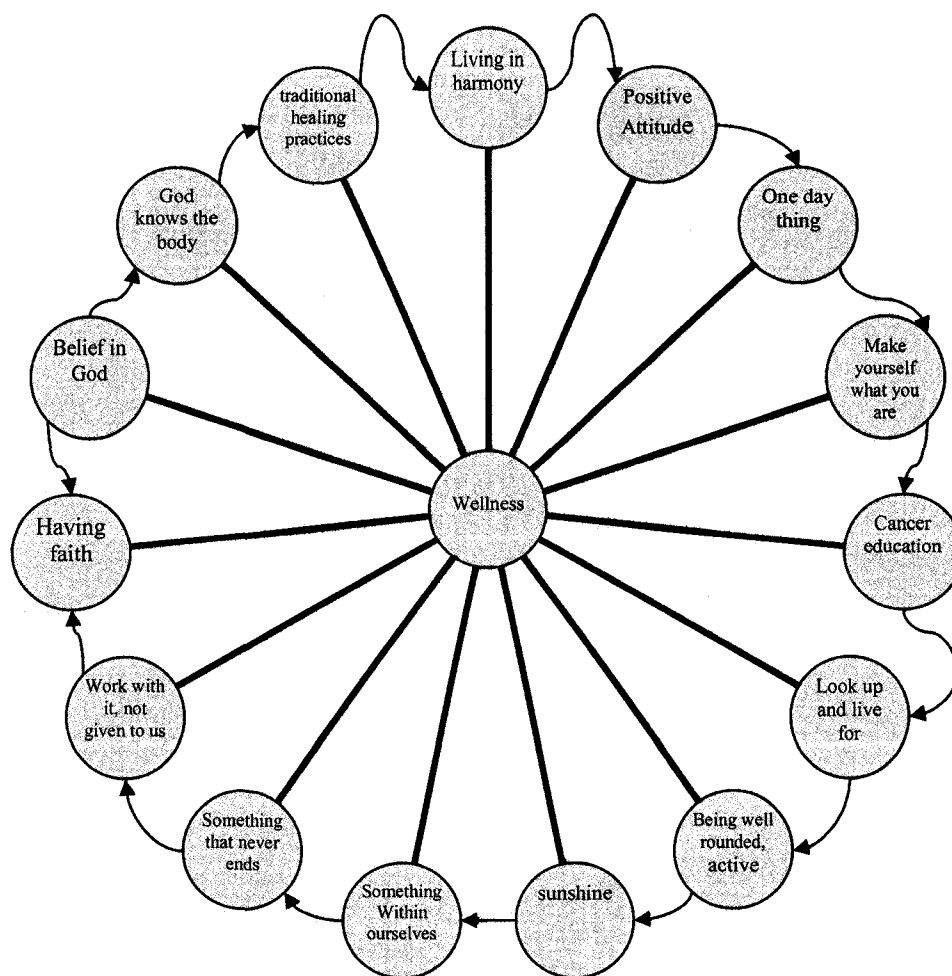 Living in
harmony
Positive
Attitude
One day
thing
Make
yourself
what you
are
Cancer
education
Look up
and live
for
Being well
rounded,
active
sunshine
Something
Within
ourselves
Something
that never
ends
Work with
it, not
given to us
Having
faith
Belief in
God
God
knows the
body
traditional
healing
practices
Wellness